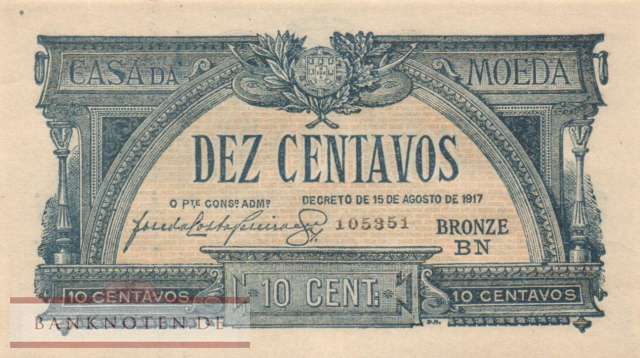 CASA DA MOEDA
DEZ CENTAVOS
O PTE CONSO ADMO DECRETO DE 15 DE AGOSTO DE 1917
105351 BRONZE
BN
10 CENTAVOS 10 CENT. 10 CENTAVOS
BANKNOTEN.DE